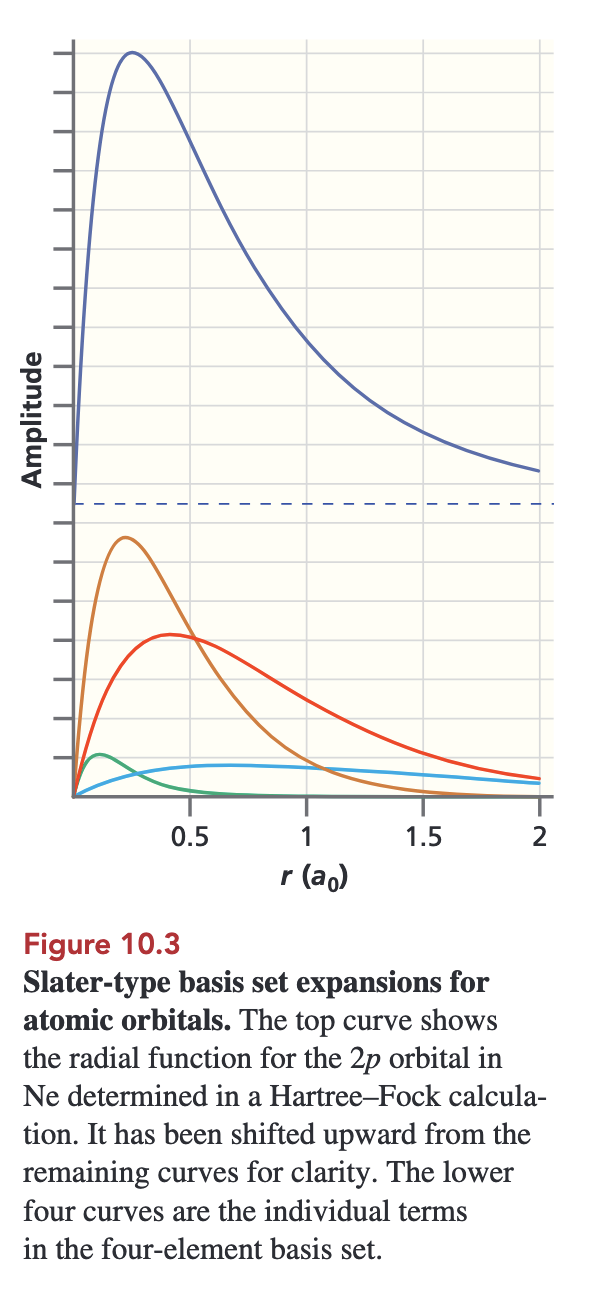 Amplitude
0.5 1 1.5 2
r (a₀)
Figure 10.3
Slater-type basis set expansions for
atomic orbitals. The top curve shows
the radial function for the 2p orbital in
Ne determined in a Hartree–Fock calcula-
tion. It has been shifted upward from the
remaining curves for clarity. The lower
four curves are the individual terms
in the four-element basis set.